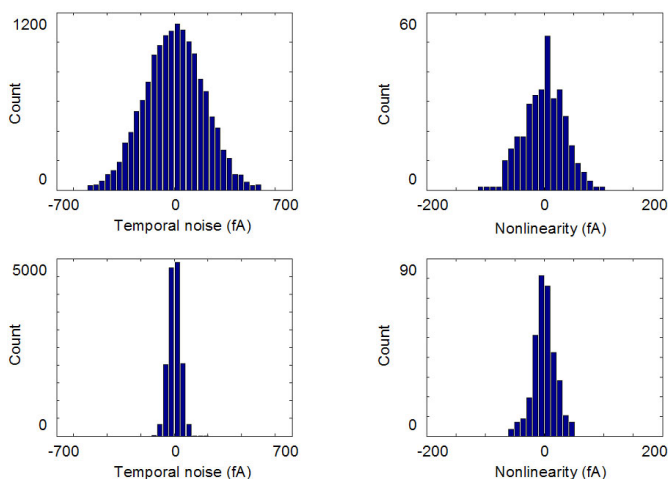 1200
Count
0
-700 0 700
Temporal noise (fA)
60
Count
0
-200 0 200
Nonlinearity (fA)
5000
Count
0
-700 0 700
Temporal noise (fA)
90
Count
0
-200 0 200
Nonlinearity (fA)